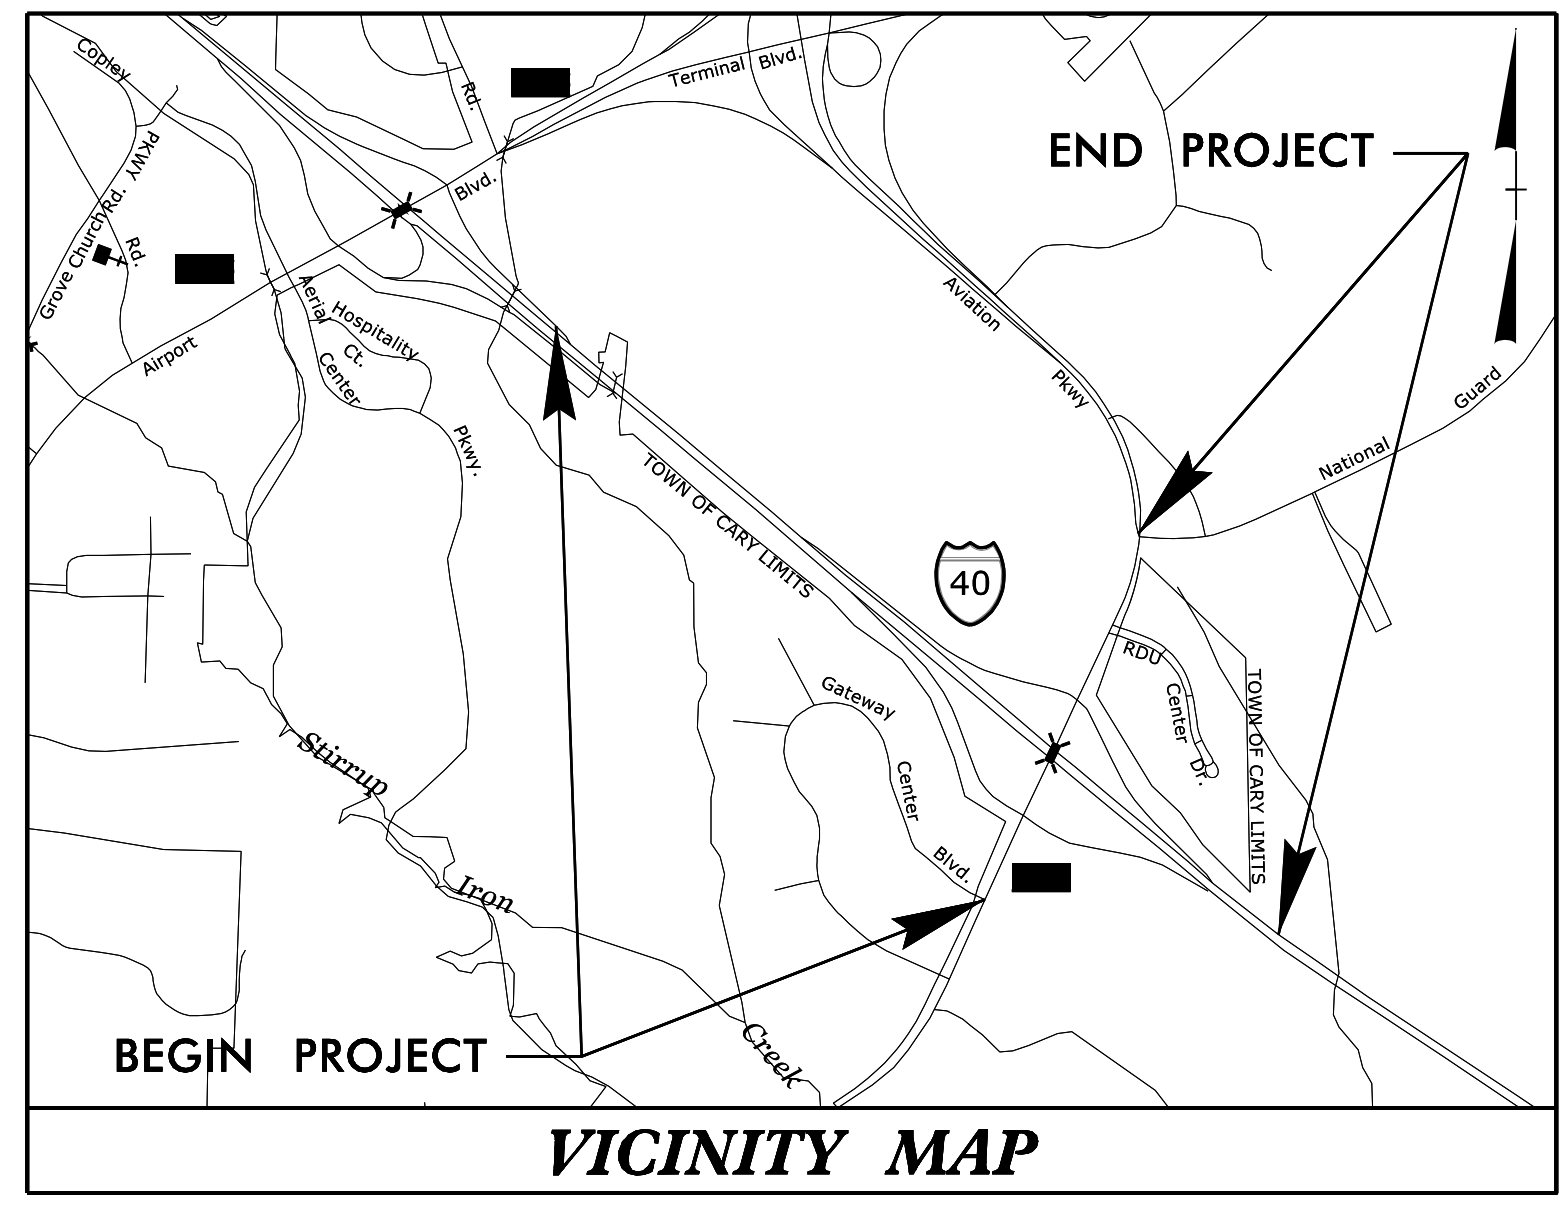 Copley
PKWY
Rd.
Terminal Blvd.
END PROJECT
Blvd.
Grove Church Rd.
Rd.
Airport
Aerial
Center
Pkwy.
Hospitality
Ct.
Aviation
Pkwy
National
Guard
TOWN OF CARY LIMITS
40
RDU
Center
Dr.
TOWN OF CARY LIMITS
Gateway
Center
Blvd.
Stirrup
Iron
Creek
BEGIN PROJECT
VICINITY MAP